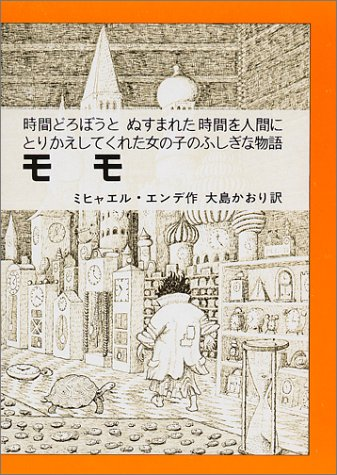 時間どろぼうと ぬすまれた時間を人間に
とりかえしてくれた女の子のふしぎな物語
モモ
ミヒャエル・エンデ作 大島かおり訳